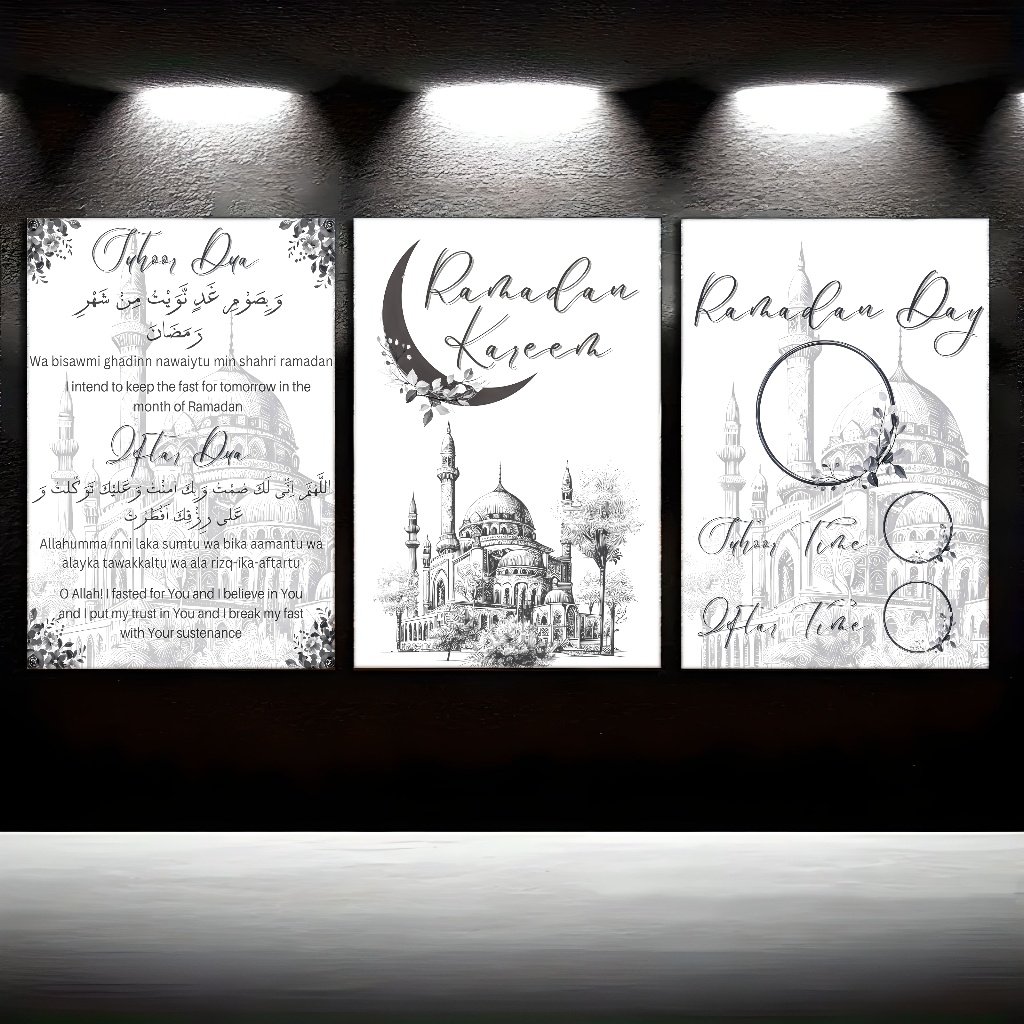 Suhoor Dua
وَبِصَوْمِ غَدٍ نَّوَيْتُ مِنْ شَهْرِ
رَمَضَانَ
Wa bisawmi ghadinn nawaiytu min shahri ramadan
I intend to keep the fast for tomorrow in the
month of Ramadan
Iftar Dua
اللَّهُمَّ اِنِّى لَكَ صُمْتُ وَبِكَ امَنْتُ وَعَلَيْكَ تَوَكَّلْتُ وَ
عَلَى رِزْقِكَ اَفْطَرْتُ
Allahumma inni laka sumtu wa bika aamantu wa
alayka tawakkaltu wa ala rizq-ika-aftartu
O Allah! I fasted for You and I believe in You
and I put my trust in You and I break my fast
with Your sustenance
Ramadan
Kareem
Ramadan Day
Suhoor Time
Iftar Time